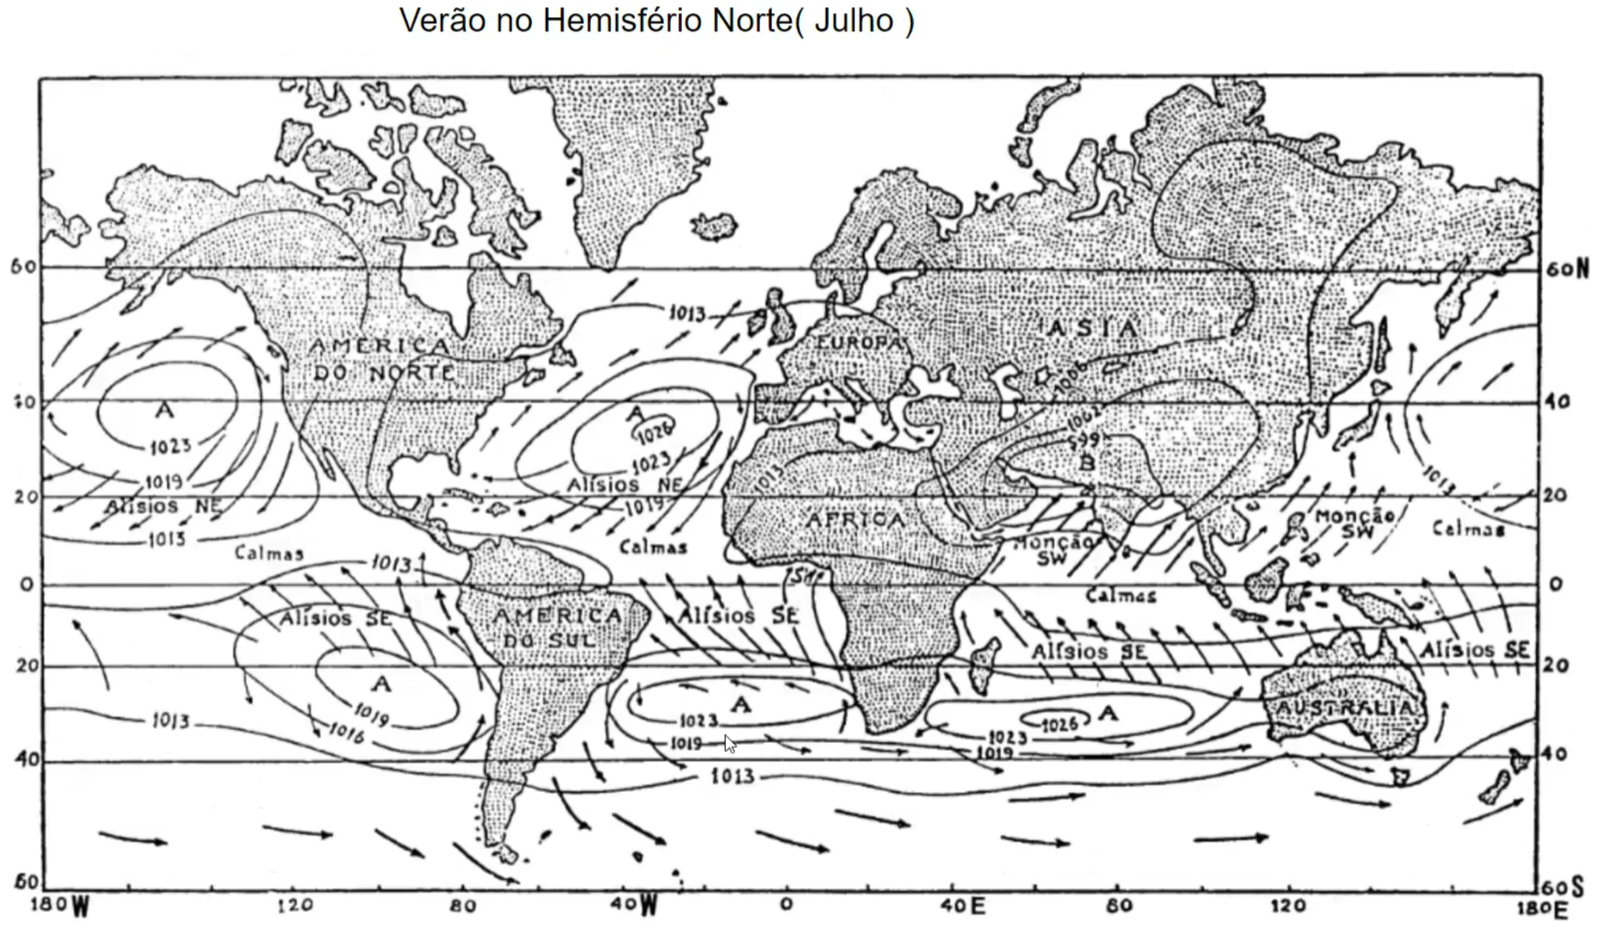 Verão no Hemisfério Norte( Julho )
60
60N
1013
AMERICA
DO NORTE
EUROPA
ASIA
1006
40
A
A
1002
40
1023
1026
999
1023
B
1019
Alísios NE
1013
1013
20
Alísios NE
1019
20
AFRICA
Monção
SW
Calmas
1013
Calmas
Calmas
Monção
SW
1013
0
0
Calmas
Alísios SE
AMERICA
DO SUL
Alísios SE
Alísios SE
Alísios SE
20
20
A
A
A
AUSTRALIA
1019
1023
1026
1013
1016
1019
1023
1019
40
40
1013
60
60S
180W
120
80
40W
0
40E
80
120
180E